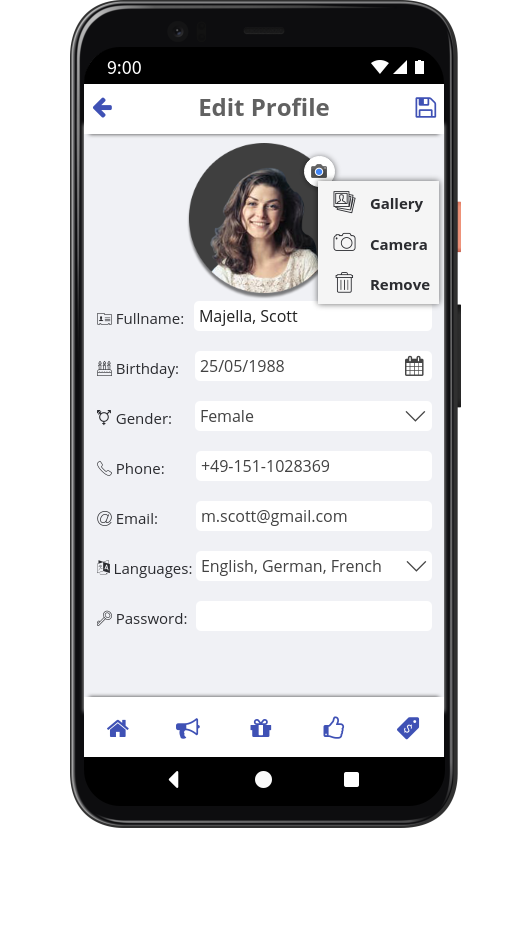 9:00
Edit Profile
Gallery
Camera
Remove
Fullname: Majella, Scott
Birthday: 25/05/1988
Gender: Female
Phone: +49-151-1028369
Email: m.scott@gmail.com
Languages: English, German, French
Password: